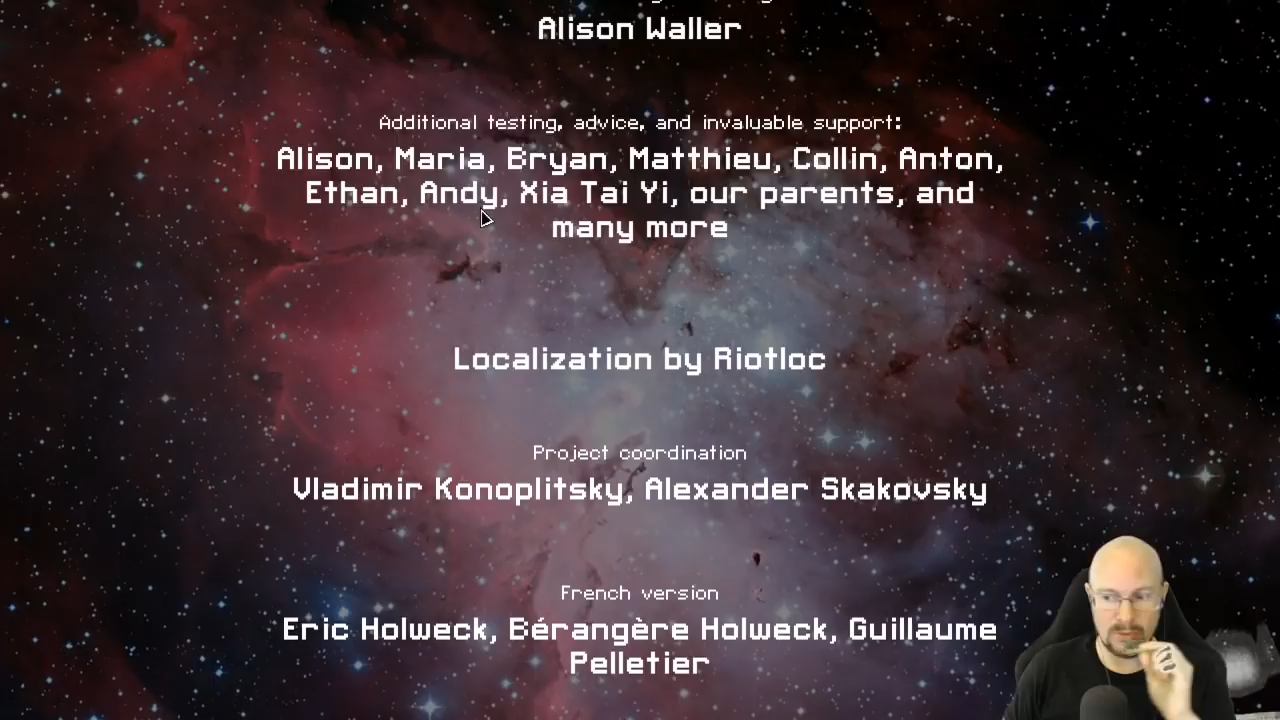 Alison Waller
Additional testing, advice, and invaluable support:
Alison, Maria, Bryan, Matthieu, Collin, Anton,
Ethan, Andy, Xia Tai Yi, our parents, and
many more
Localization by Riotloc
Project coordination
Vladimir Konoplitsky, Alexander Skakovsky
French version
Eric Holweck, Bérangère Holweck, Guillaume
Pelletier